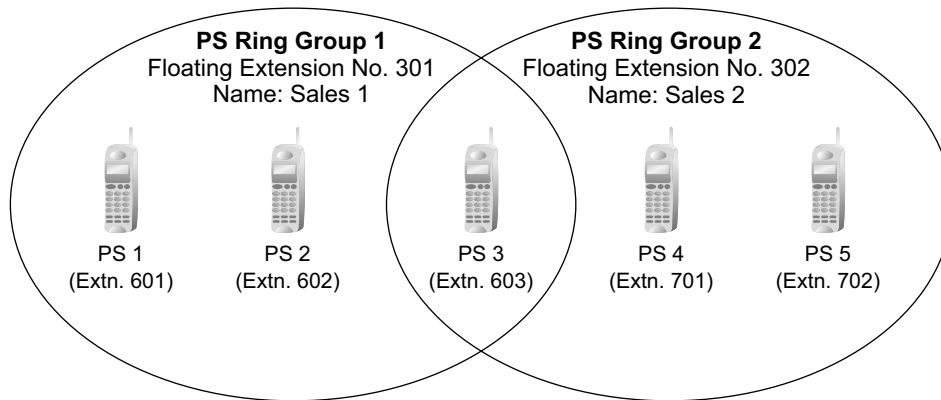 PS Ring Group 1
Floating Extension No. 301
Name: Sales 1
PS Ring Group 2
Floating Extension No. 302
Name: Sales 2
PS 1
(Extn. 601)
PS 2
(Extn. 602)
PS 3
(Extn. 603)
PS 4
(Extn. 701)
PS 5
(Extn. 702)